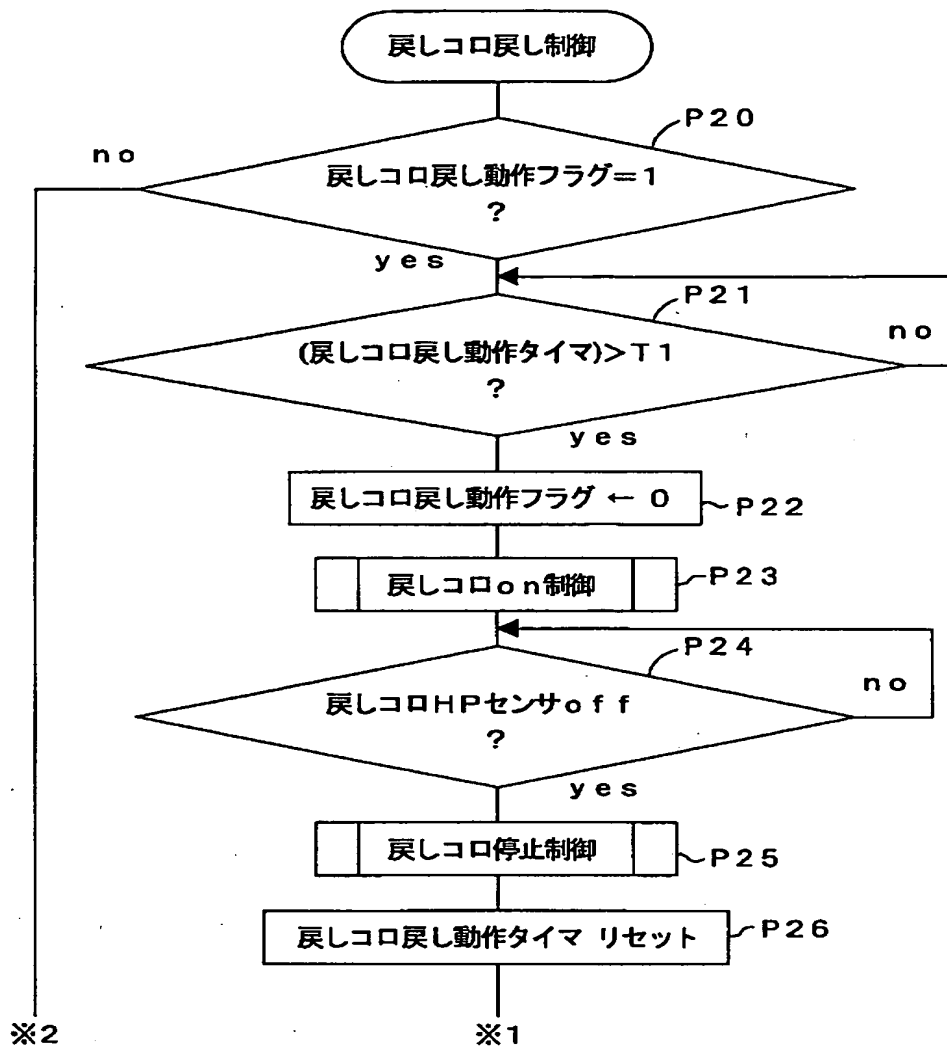 戻しコロ戻し制御
P20
no
戻しコロ戻し動作フラグ=1
?
yes
P21
no
(戻しコロ戻し動作タイマ)>T1
?
yes
戻しコロ戻し動作フラグ ← 0
P22
戻しコロon制御
P23
P24
no
戻しコロHPセンサoff
?
yes
戻しコロ停止制御
P25
戻しコロ戻し動作タイマ リセット
P26
※2
※1